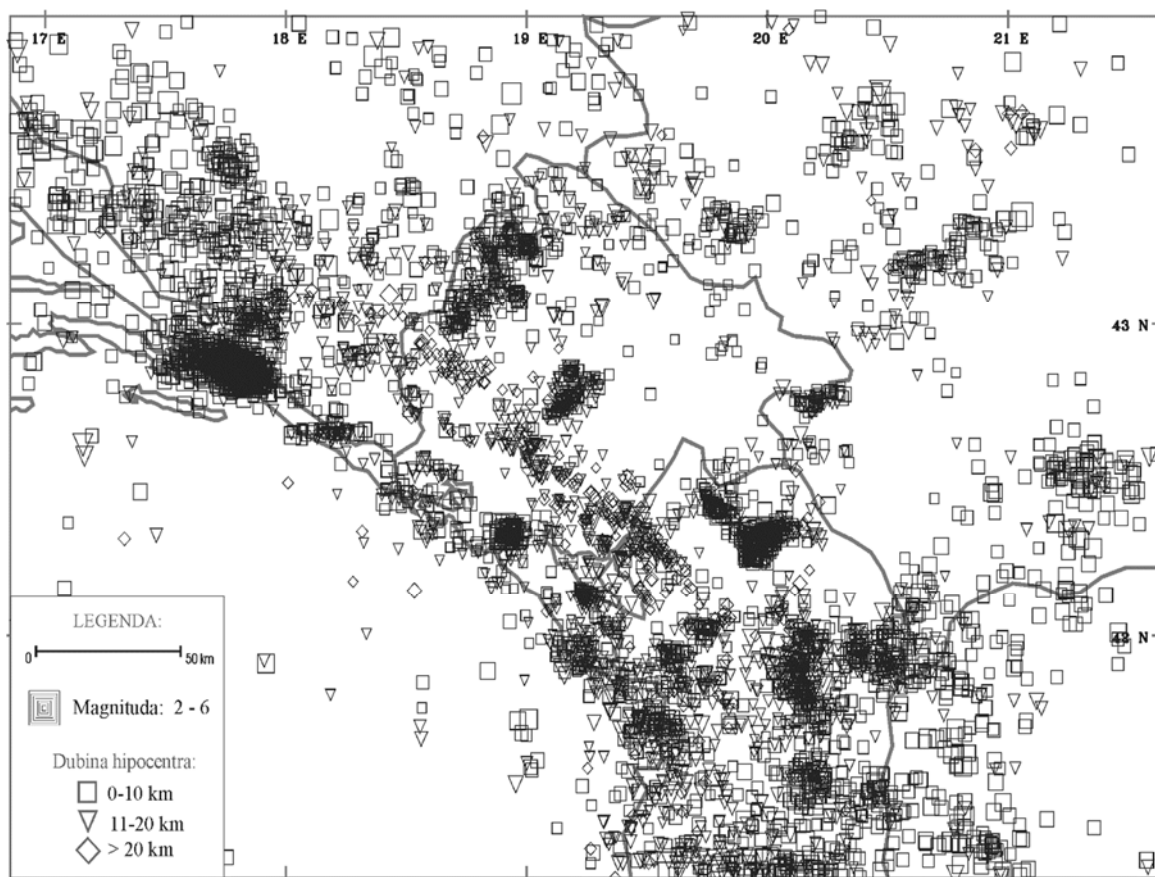 17 E 18 E 19 E 20 E 21 E
43 N
42 N
LEGENDA:
0 50 km
Magnituda: 2 - 6
Dubina hipocentra:
0-10 km
11-20 km
> 20 km